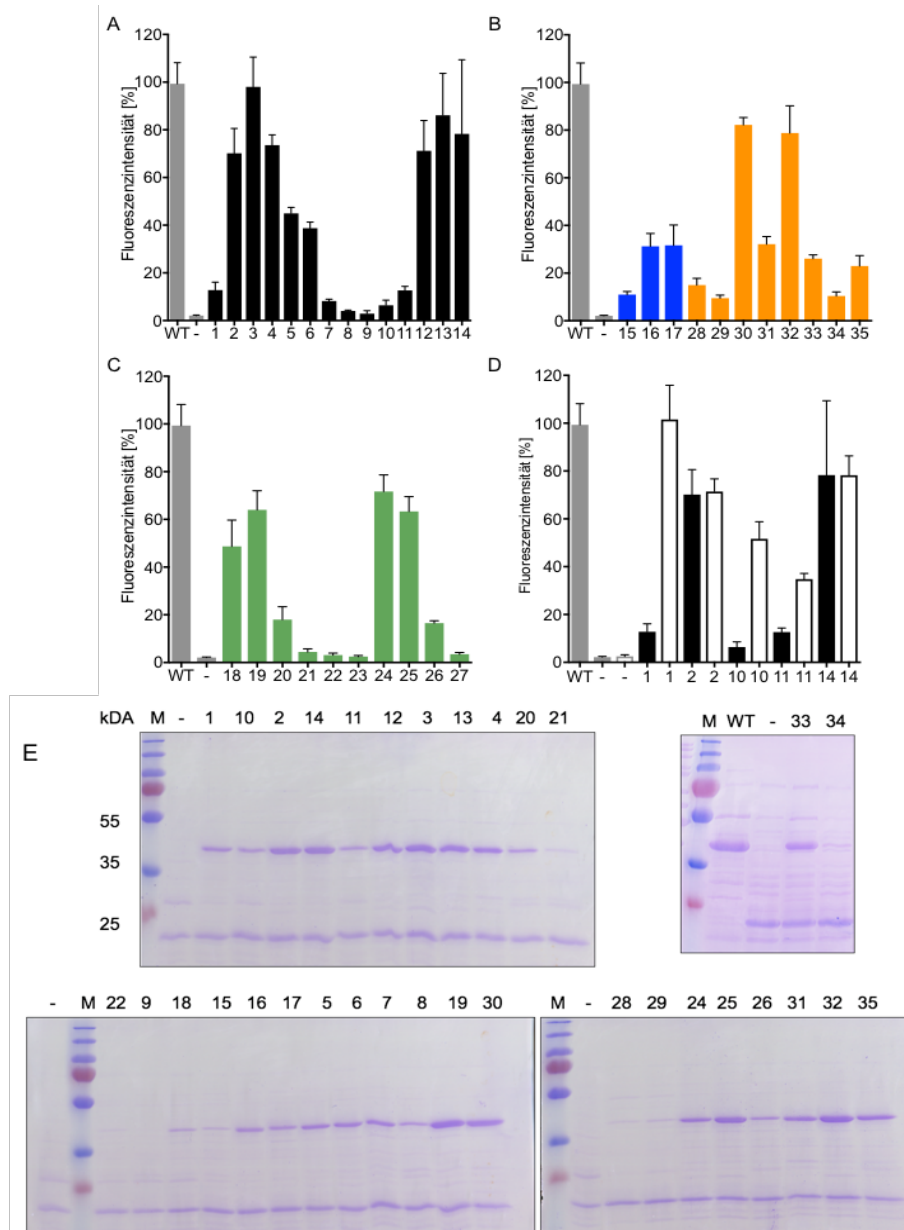 A
Fluoreszenzintensität [%]
120
100
80
60
40
20
0
WT - 1 2 3 4 5 6 7 8 9 10 11 12 13 14
B
Fluoreszenzintensität [%]
120
100
80
60
40
20
0
WT - 15 16 17 28 29 30 31 32 33 34 35
C
Fluoreszenzintensität [%]
120
100
80
60
40
20
0
WT - 18 19 20 21 22 23 24 25 26 27
D
Fluoreszenzintensität [%]
120
100
80
60
40
20
0
WT - - 1 1 2 2 10 10 11 11 14 14
E
kDA M - 1 10 2 14 11 12 3 13 4 20 21
55
35
25
M WT - 33 34
- M 22 9 18 15 16 17 5 6 7 8 19 30
M - 28 29 24 25 26 31 32 35